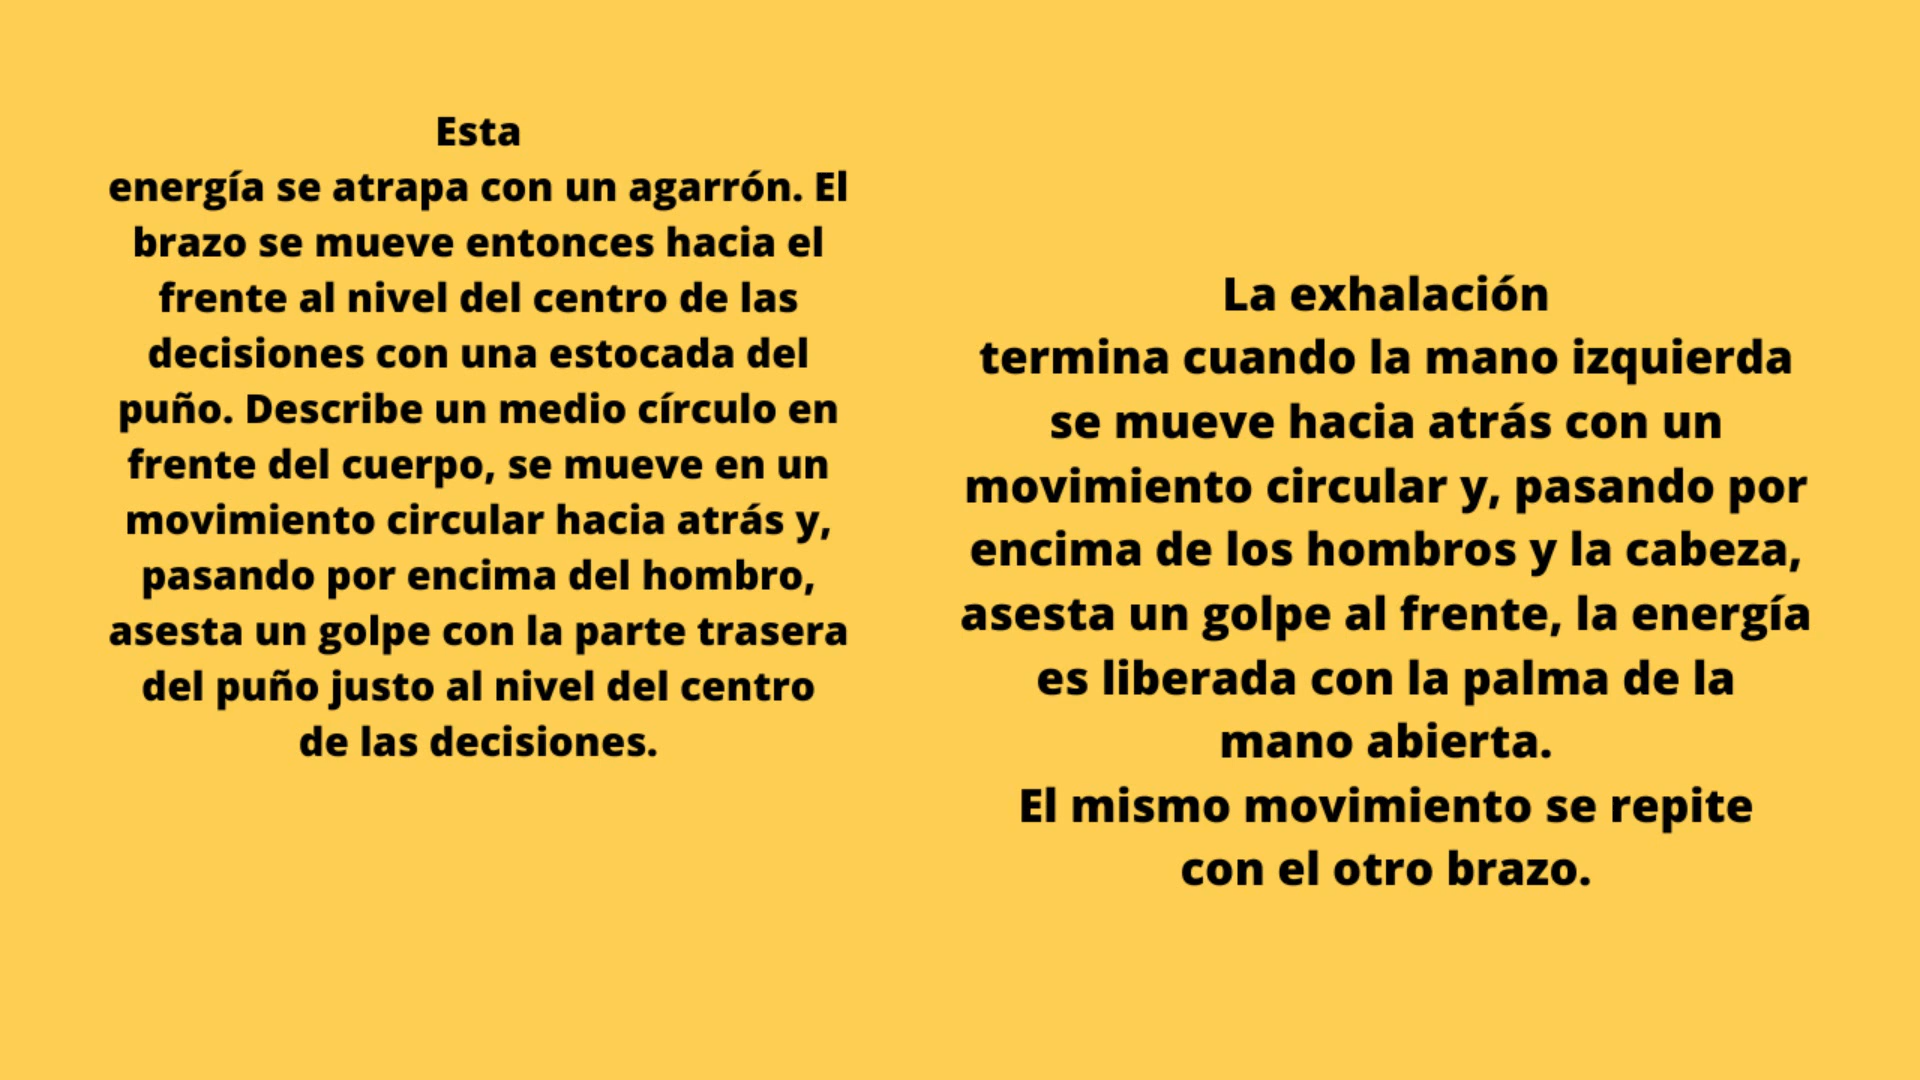 Esta
energía se atrapa con un agarrón. El
brazo se mueve entonces hacia el
frente al nivel del centro de las
decisiones con una estocada del
puño. Describe un medio círculo en
frente del cuerpo, se mueve en un
movimiento circular hacia atrás y,
pasando por encima del hombro,
asesta un golpe con la parte trasera
del puño justo al nivel del centro
de las decisiones.
La exhalación
termina cuando la mano izquierda
se mueve hacia atrás con un
movimiento circular y, pasando por
encima de los hombros y la cabeza,
asesta un golpe al frente, la energía
es liberada con la palma de la
mano abierta.
El mismo movimiento se repite
con el otro brazo.